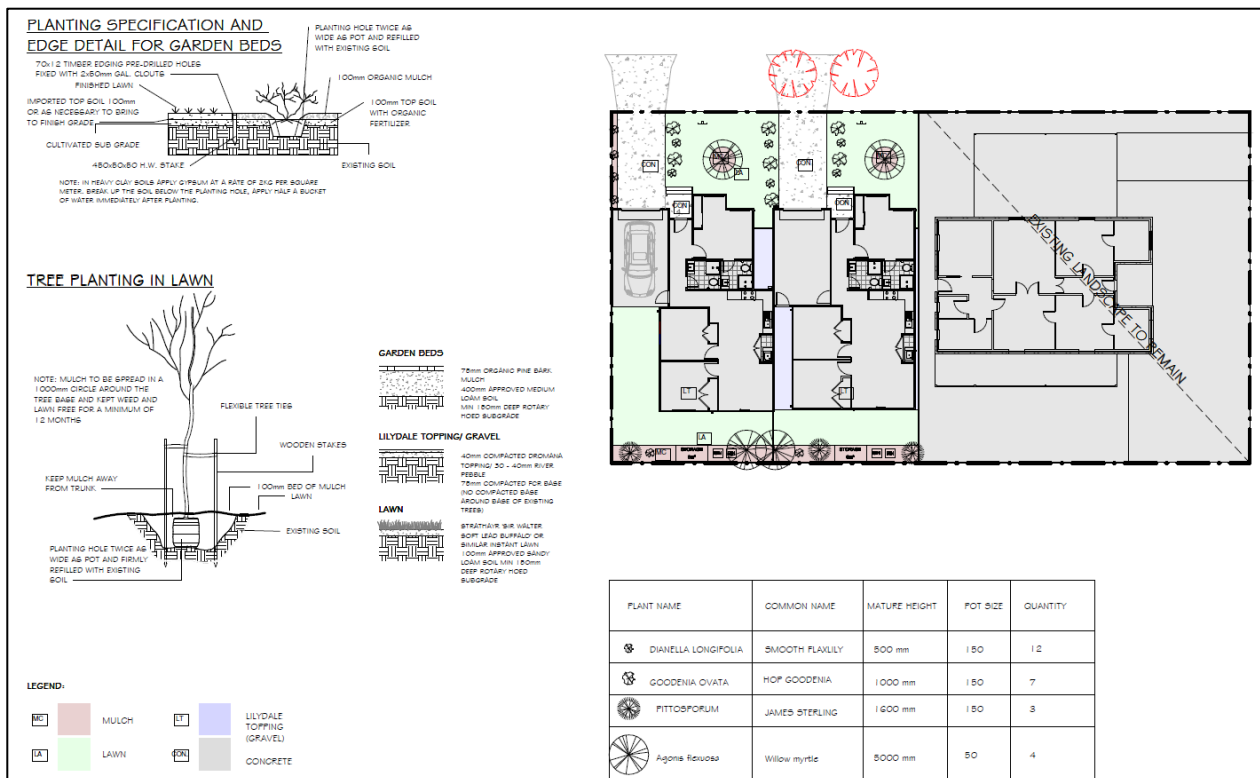 PLANTING SPECIFICATION AND
EDGE DETAIL FOR GARDEN BEDS
PLANTING HOLE TWICE AS
WIDE AS POT AND REFILLED
WITH EXISTING SOIL
70x12 TIMBER EDGING PRE-DRILLED HOLES
FIXED WITH 2x50mm GAL. CLOUTS
FINISHED LAWN
100mm ORGANIC MULCH
IMPORTED TOP SOIL 100mm
OR AS NECESSARY TO BRING
TO FINISH GRADE
100mm TOP SOIL
WITH ORGANIC
FERTILIZER
CULTIVATED SUB GRADE
450x50x50 H.W. STAKE
EXISTING SOIL
NOTE: IN HEAVY CLAY SOILS APPLY GYPSUM AT A RATE OF 2KG PER SQUARE
METER. BREAK UP THE SOIL BELOW THE PLANTING HOLE, APPLY HALF A BUCKET
OF WATER IMMEDIATELY AFTER PLANTING.
TREE PLANTING IN LAWN
NOTE: MULCH TO BE SPREAD IN A
1000mm CIRCLE AROUND THE
TREE BASE AND KEPT WEED AND
LAWN FREE FOR A MINIMUM OF
12 MONTHS
FLEXIBLE TREE TIES
WOODEN STAKES
KEEP MULCH AWAY
FROM TRUNK
100mm BED OF MULCH
LAWN
EXISTING SOIL
PLANTING HOLE TWICE AS
WIDE AS POT AND FIRMLY
REFILLED WITH EXISTING
SOIL
GARDEN BEDS
75mm ORGANIC PINE BARK
MULCH
400mm APPROVED MEDIUM
LOAM SOIL
MIN 150mm DEEP ROTARY
HOED SUBGRADE
LILYDALE TOPPING/ GRAVEL
40mm COMPACTED DROMANA
TOPPING/ 30 - 40mm RIVER
PEBBLE
75mm COMPACTED FOR BASE
(NO COMPACTED BASE
AROUND BASE OF EXISTING
TREES)
LAWN
STRATHAYR 'SIR WALTER
SOFT LEAD BUFFALO' OR
SIMILAR INSTANT LAWN
100mm APPROVED SANDY
LOAM SOIL MIN 150mm
DEEP ROTARY HOED
SUBGRADE
LEGEND:
MC MULCH
LT LILYDALE
TOPPING
(GRAVEL)
LA LAWN
CON. CONCRETE
CON.
LA
CON.
CON.
CON.
LT
LT
LA
MC
STORAGE
STORAGE
EXISTING LANDSCAPE TO REMAIN
PLANT NAME COMMON NAME MATURE HEIGHT POT SIZE QUANTITY
DIANELLA LONGIFOLIA SMOOTH FLAXLILY 500 mm 150 12
GOODENIA OVATA HOP GOODENIA 1000 mm 150 7
PITTOSPORUM JAMES STERLING 1600 mm 150 3
Agonis flexuosa Willow myrtle 5000 mm 50 4